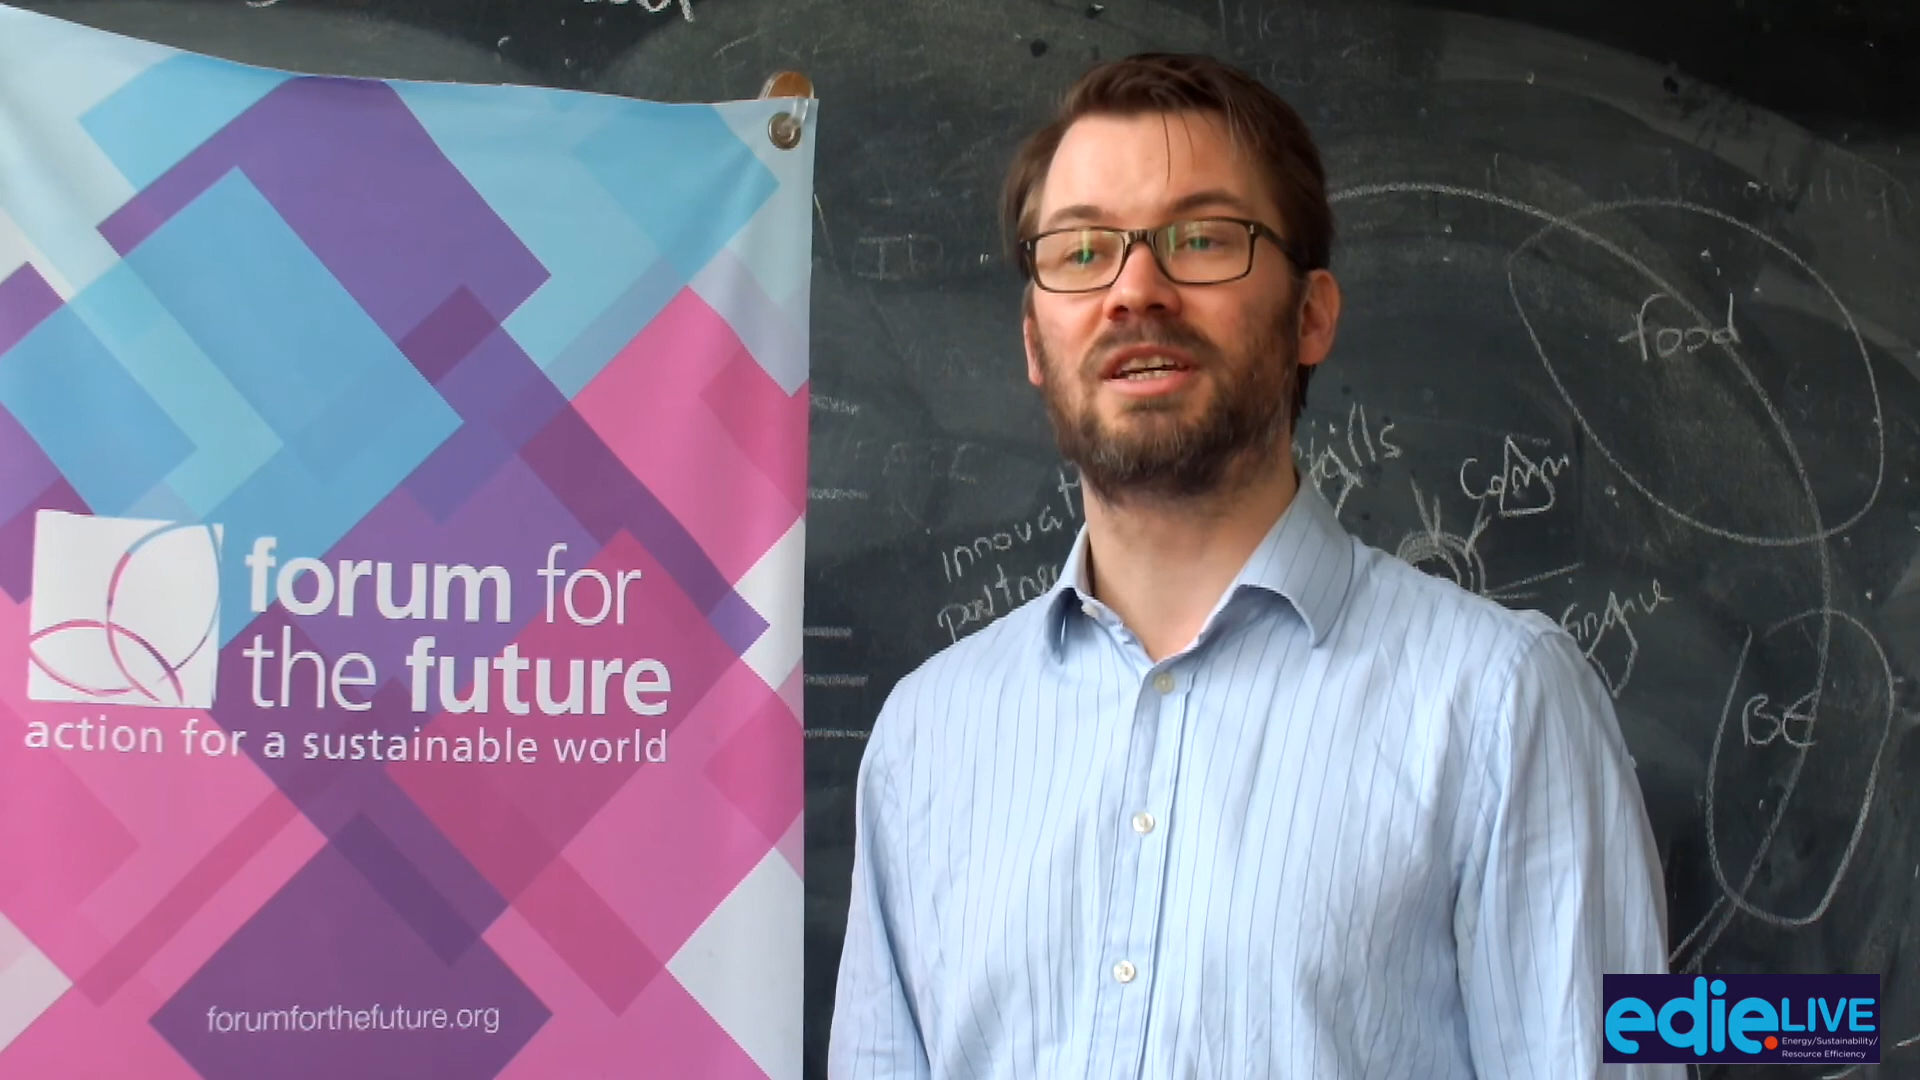 forum for
the future
action for a sustainable world
forumforthefuture.org
food
innovat
partne
BE
edie LIVE
Energy/Sustainability/
Resource Efficiency